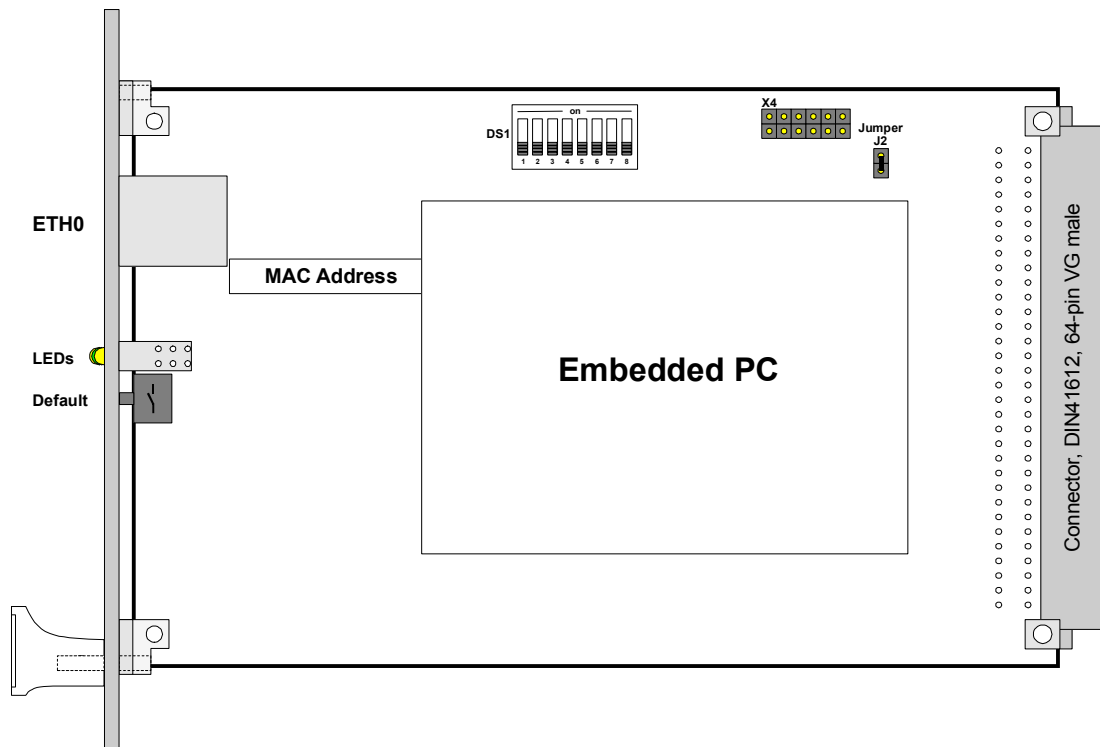 on
DS1
1 2 3 4 5 6 7 8
X4
Jumper
J2
ETH0
MAC Address
LEDs
Default
Embedded PC
Connector, DIN41612, 64-pin VG male